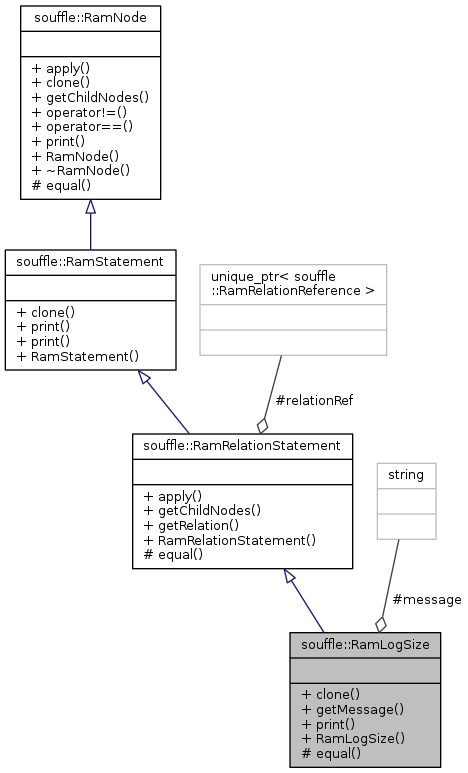 souffle::RamNode
+ apply()
+ clone()
+ getChildNodes()
+ operator!=()
+ operator==()
+ print()
+ RamNode()
+ ~RamNode()
# equal()
souffle::RamStatement
+ clone()
+ print()
+ print()
+ RamStatement()
unique_ptr< souffle
::RamRelationReference >
#relationRef
souffle::RamRelationStatement
+ apply()
+ getChildNodes()
+ getRelation()
+ RamRelationStatement()
# equal()
string
#message
souffle::RamLogSize
+ clone()
+ getMessage()
+ print()
+ RamLogSize()
# equal()